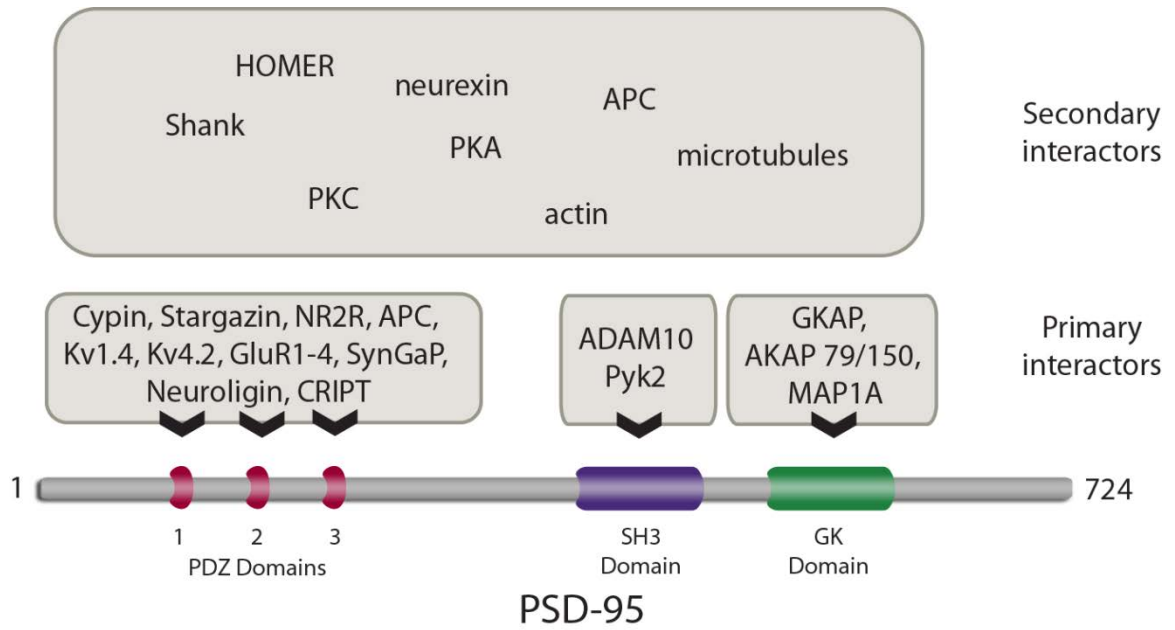 HOMER
neurexin
APC
Shank
PKA
microtubules
PKC
actin
Secondary
interactors
Cypin, Stargazin, NR2R, APC,
Kv1.4, Kv4.2, GluR1-4, SynGaP,
Neuroligin, CRIPT
ADAM10
Pyk2
GKAP,
AKAP 79/150,
MAP1A
Primary
interactors
1
724
1 2 3
PDZ Domains
SH3
Domain
GK
Domain
PSD-95